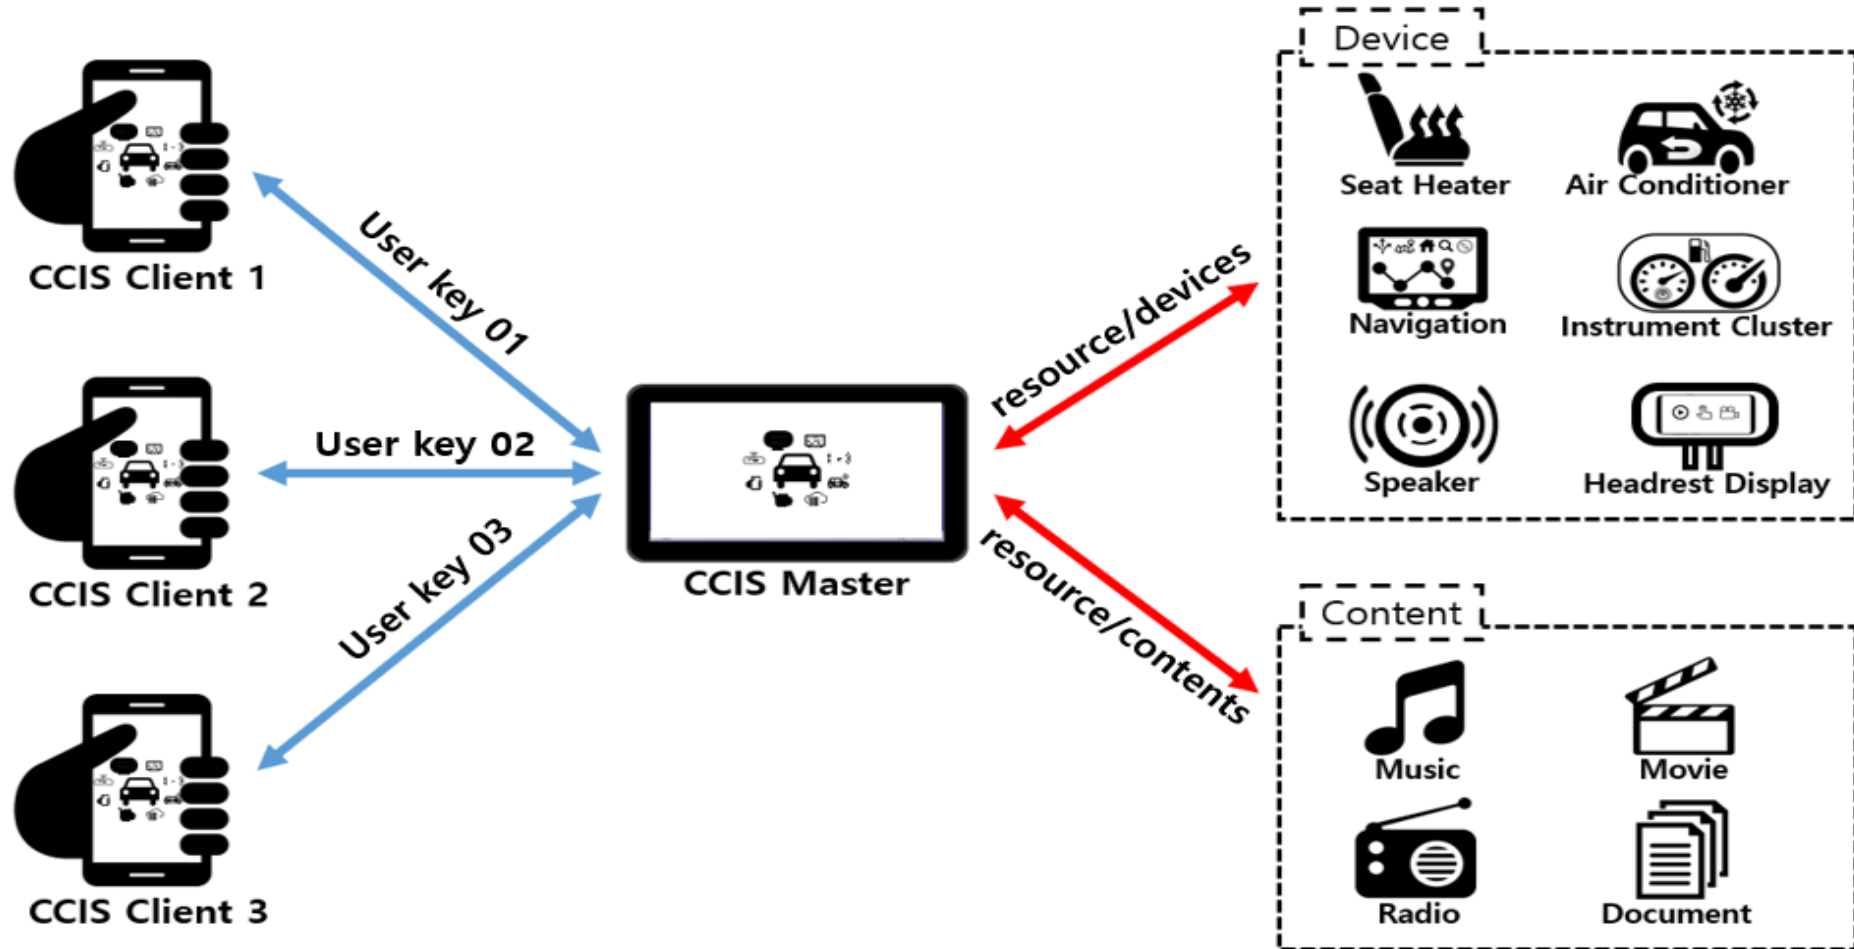 CCIS Client 1
CCIS Client 2
CCIS Client 3
User key 01
User key 02
User key 03
CCIS Master
resource/devices
resource/contents
Device
Seat Heater
Air Conditioner
Navigation
Instrument Cluster
Speaker
Headrest Display
Content
Music
Movie
Radio
Document